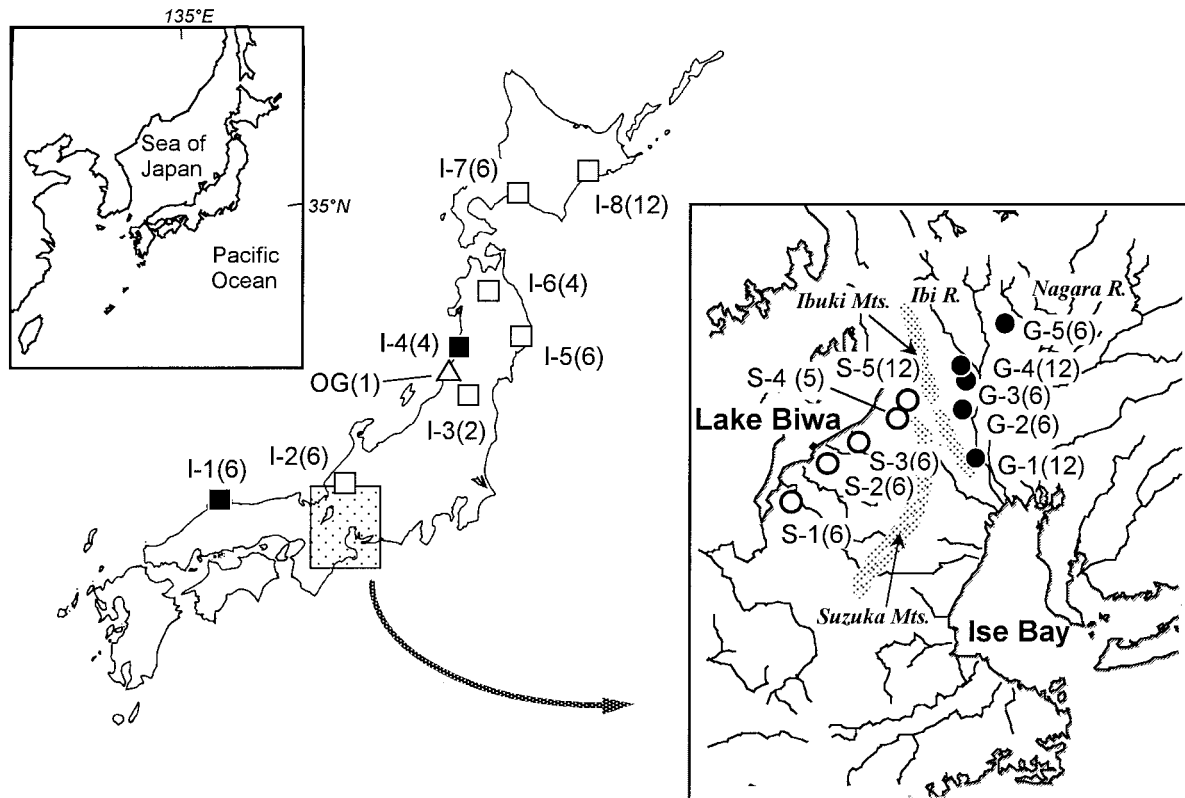 135°E
Sea of
Japan
35°N
Pacific
Ocean
I-7(6)
I-8(12)
I-6(4)
I-4(4)
I-5(6)
OG(1)
I-3(2)
I-2(6)
I-1(6)
Ibuki Mts.
Ibi R.
Nagara R.
G-5(6)
S-5(12)
G-4(12)
S-4 (5)
G-3(6)
Lake Biwa
G-2(6)
S-3(6)
G-1(12)
S-2(6)
S-1(6)
Suzuka Mts.
Ise Bay